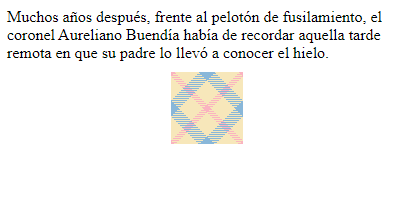 Muchos años después, frente al pelotón de fusilamiento, el
coronel Aureliano Buendía había de recordar aquella tarde
remota en que su padre lo llevó a conocer el hielo.